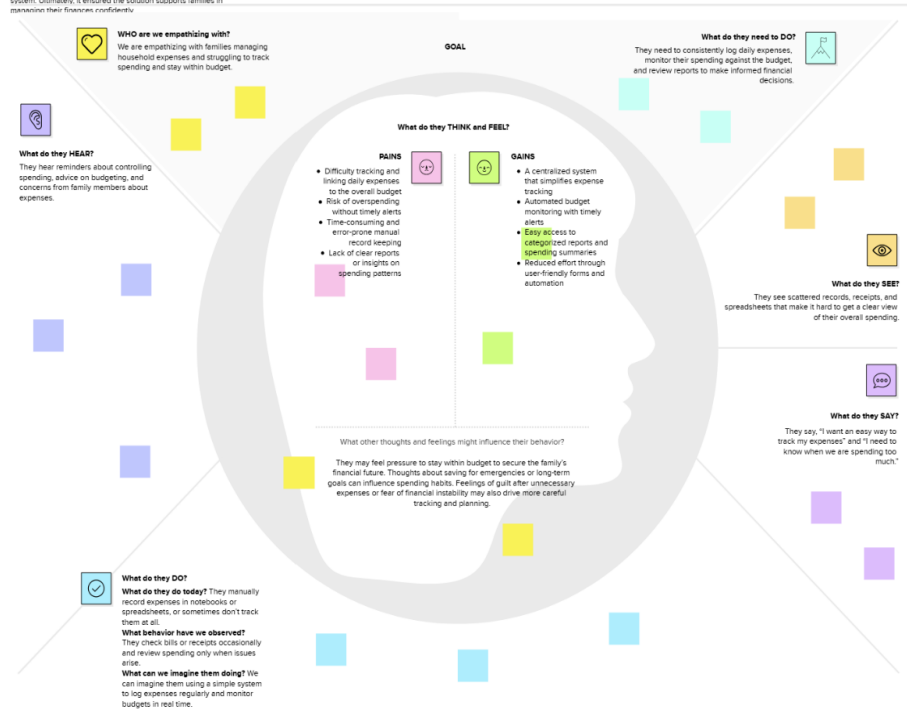 system. Ultimately, it ensured the solution supports families in
managing their finances confidently.
WHO are we empathizing with?
We are empathizing with families managing
household expenses and struggling to track
spending and stay within budget.
GOAL
What do they need to DO?
They need to consistently log daily expenses,
monitor their spending against the budget,
and review reports to make informed financial
decisions.
What do they HEAR?
They hear reminders about controlling
spending, advice on budgeting, and
concerns from family members about
expenses.
What do they THINK and FEEL?
PAINS
• Difficulty tracking and
linking daily expenses
to the overall budget
• Risk of overspending
without timely alerts
• Time-consuming and
error-prone manual
record keeping
• Lack of clear reports
or insights on
spending patterns
GAINS
• A centralized system
that simplifies expense
tracking
• Automated budget
monitoring with timely
alerts
• Easy access to
categorized reports and
spending summaries
• Reduced effort through
user-friendly forms and
automation
What do they SEE?
They see scattered records, receipts, and
spreadsheets that make it hard to get a clear view
of their overall spending.
What do they SAY?
They say, "I want an easy way to
track my expenses" and "I need to
know when we are spending too
much."
What other thoughts and feelings might influence their behavior?
They may feel pressure to stay within budget to secure the family's
financial future. Thoughts about saving for emergencies or long-term
goals can influence spending habits. Feelings of guilt after unnecessary
expenses or fear of financial instability may also drive more careful
tracking and planning.
What do they DO?
What do they do today? They manually
record expenses in notebooks or
spreadsheets, or sometimes don't track
them at all.
What behavior have we observed?
They check bills or receipts occasionally
and review spending only when issues
arise.
What can we imagine them doing? We
can imagine them using a simple system
to log expenses regularly and monitor
budgets in real time.